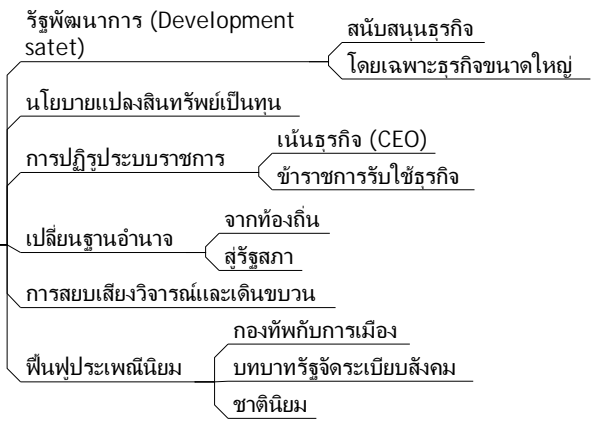 รัฐพัฒนาการ (Development
satet)
สนับสนุนธุรกิจ
โดยเฉพาะธุรกิจขนาดใหญ่
นโยบายแปลงสินทรัพย์เป็นทุน
การปฏิรูประบบราชการ
เน้นธุรกิจ (CEO)
ข้าราชการรับใช้ธุรกิจ
เปลี่ยนฐานอำนาจ
จากท้องถิ่น
สู่รัฐสภา
การสยบเสียงวิจารณ์และเดินขบวน
ฟื้นฟูประเพณีนิยม
กองทัพกับการเมือง
บทบาทรัฐจัดระเบียบสังคม
ชาตินิยม